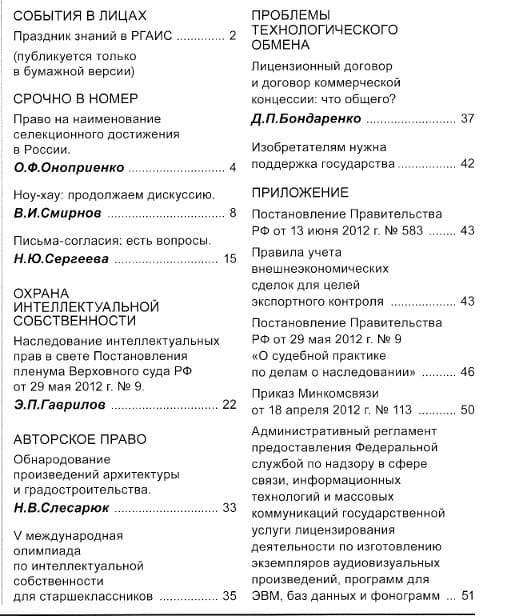 СОБЫТИЯ В ЛИЦАХ
Праздник знаний в РГАИС ............. 2
(публикуется только
в бумажной версии)
СРОЧНО В НОМЕР
Право на наименование
селекционного достижения
в России.
О.Ф.Оноприенко ........................ 4
Ноу-хау: продолжаем дискуссию.
В.И.Смирнов ............................. 8
Письма-согласия: есть вопросы.
Н.Ю.Сергеева ........................... 15
ОХРАНА
ИНТЕЛЛЕКТУАЛЬНОЙ
СОБСТВЕННОСТИ
Наследование интеллектуальных
прав в свете Постановления
пленума Верховного суда РФ
от 29 мая 2012 г. № 9.
Э.П.Гаврилов ............................ 22
АВТОРСКОЕ ПРАВО
Обнародование
произведений архитектуры
и градостроительства.
Н.В.Слесарюк ........................... 33
V международная
олимпиада
по интеллектуальной
собственности
для старшеклассников ................ 35
ПРОБЛЕМЫ
ТЕХНОЛОГИЧЕСКОГО
ОБМЕНА
Лицензионный договор
и договор коммерческой
концессии: что общего?
Д.П.Бондаренко ........................ 37
Изобретателям нужна
поддержка государства ............... 42
ПРИЛОЖЕНИЕ
Постановление Правительства
РФ от 13 июня 2012 г. № 583 ....... 43
Правила учета
внешнеэкономических
сделок для целей
экспортного контроля ................ 43
Постановление Правительства
РФ от 29 мая 2012 г. № 9
«О судебной практике
по делам о наследовании» ......... 46
Приказ Минкомсвязи
от 18 апреля 2012 г. № 113 .......... 50
Административный регламент
предоставления Федеральной
службой по надзору в сфере
связи, информационных
технологий и массовых
коммуникаций государственной
услуги лицензирования
деятельности по изготовлению
экземпляров аудиовизуальных
произведений, программ для
ЭВМ, баз данных и фонограмм ... 51